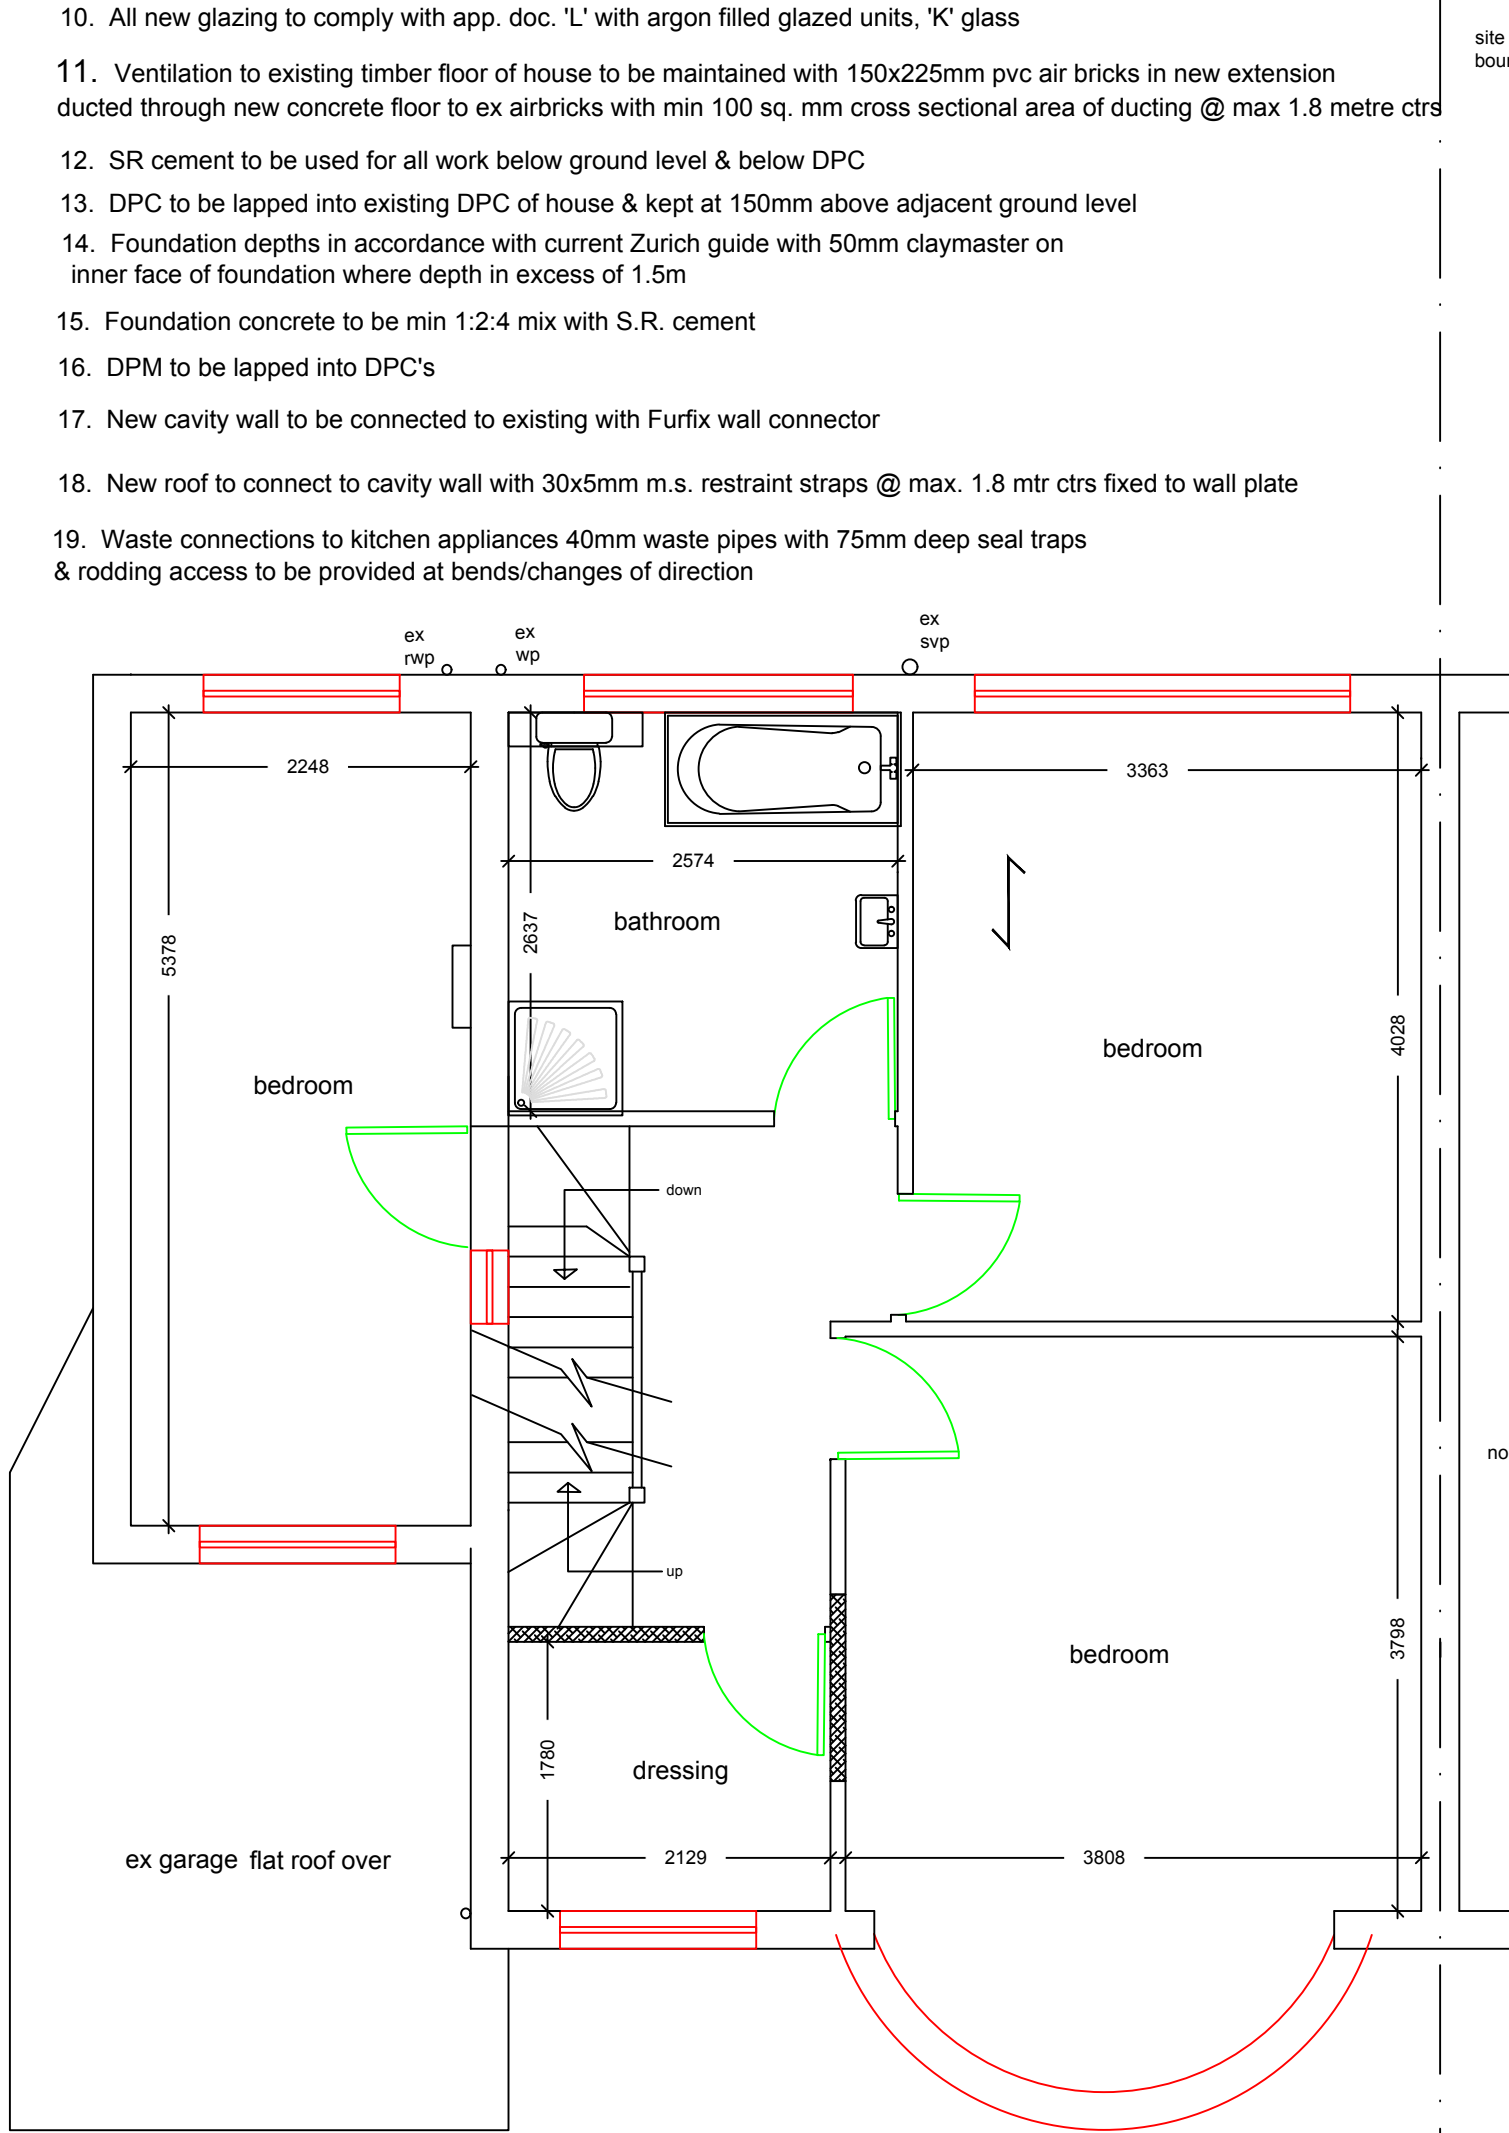 10. All new glazing to comply with app. doc. 'L' with argon filled glazed units, 'K' glass
site
11. Ventilation to existing timber floor of house to be maintained with 150x225mm pvc air bricks in new extension
ducted through new concrete floor to ex airbricks with min 100 sq. mm cross sectional area of ducting @ max 1.8 metre ctrs
12. SR cement to be used for all work below ground level & below DPC
13. DPC to be lapped into existing DPC of house & kept at 150mm above adjacent ground level
14. Foundation depths in accordance with current Zurich guide with 50mm claymaster on
inner face of foundation where depth in excess of 1.5m
15. Foundation concrete to be min 1:2:4 mix with S.R. cement
16. DPM to be lapped into DPC's
17. New cavity wall to be connected to existing with Furfix wall connector
18. New roof to connect to cavity wall with 30x5mm m.s. restraint straps @ max. 1.8 mtr ctrs fixed to wall plate
19. Waste connections to kitchen appliances 40mm waste pipes with 75mm deep seal traps
& rodding access to be provided at bends/changes of direction
ex
rwp
ex
wp
ex
svp
2248
3363
2574
2637
bathroom
5378
4028
bedroom
bedroom
down
up
3798
bedroom
1780
dressing
2129
3808
ex garage flat roof over